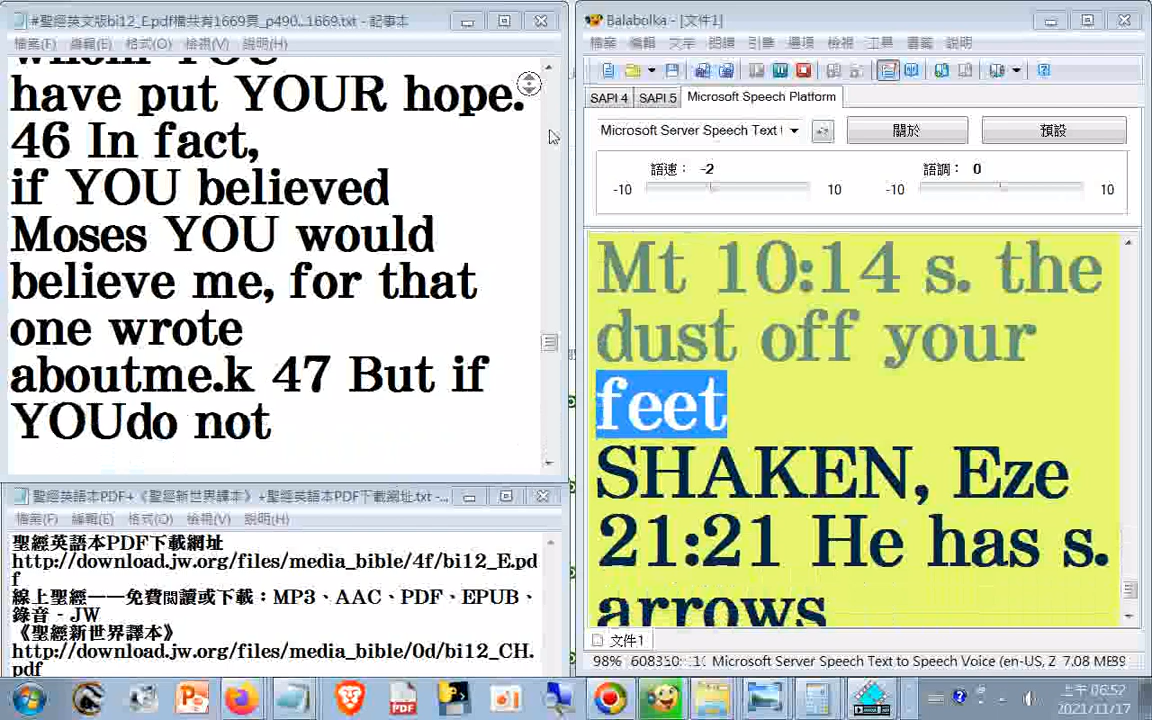 #聖經英文版bi12_E.pdf檔共有1669頁_p490...1669.txt - 記事本
檔案(F) 編輯(E) 格式(O) 檢視(V) 說明(H)
whom YOU
have put YOUR hope.
46 In fact,
if YOU believed
Moses YOU would
believe me, for that
one wrote
aboutme.k 47 But if
YOUdo not
聖經英語本PDF+《聖經新世界譯本》+聖經英語本PDF下載網址.txt - ...
檔案(F) 編輯(E) 格式(O) 檢視(V) 說明(H)
聖經英語本PDF下載網址
http://download.jw.org/files/media_bible/4f/bi12_E.pd
f
線上聖經——免費閱讀或下載：MP3、AAC、PDF、EPUB、
錄音 - JW
《聖經新世界譯本》
http://download.jw.org/files/media_bible/0d/bi12_CH.
pdf
Balabolka - [文件1]
檔案 編輯 文字 朗讀 引擎 選項 檢視 工具 書籤 說明
SAPI 4 SAPI 5 Microsoft Speech Platform
Microsoft Server Speech Text 關於 預設
語速： -2 語調： 0
-10 10 -10 10
Mt 10:14 s. the
dust off your
feet
SHAKEN, Eze
21:21 He has s.
arrows
文件1
98% Microsoft Server Speech Text to Speech Voice (en-US, Z 7.08 MB
PDF
上午 06:52
2021/11/17